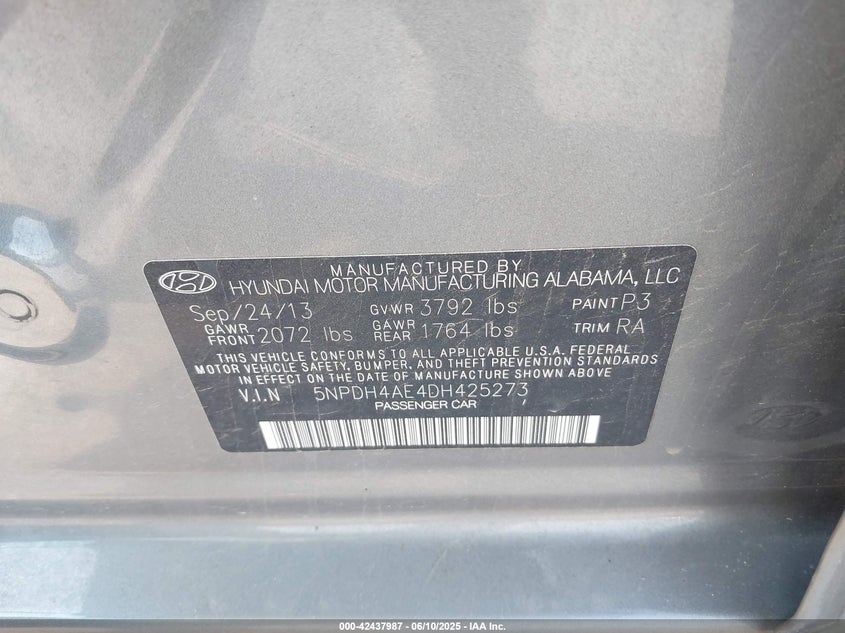 MANUFACTURED BY
HYUNDAI MOTOR MANUFACTURING ALABAMA, LLC
Sep/24/13 GVWR 3792 lbs PAINT P3
GAWR FRONT 2072 lbs GAWR REAR 1764 lbs TRIM RA
THIS VEHICLE CONFORMS TO ALL APPLICABLE U.S.A. FEDERAL
MOTOR VEHICLE SAFETY, BUMPER, AND THEFT PREVENTION STANDARDS
IN EFFECT ON THE DATE OF MANUFACTURE SHOWN ABOVE.
V.I.N 5NPDH4AE4DH425273
PASSENGER CAR
000-42437987 - 06/10/2025 - IAA Inc.